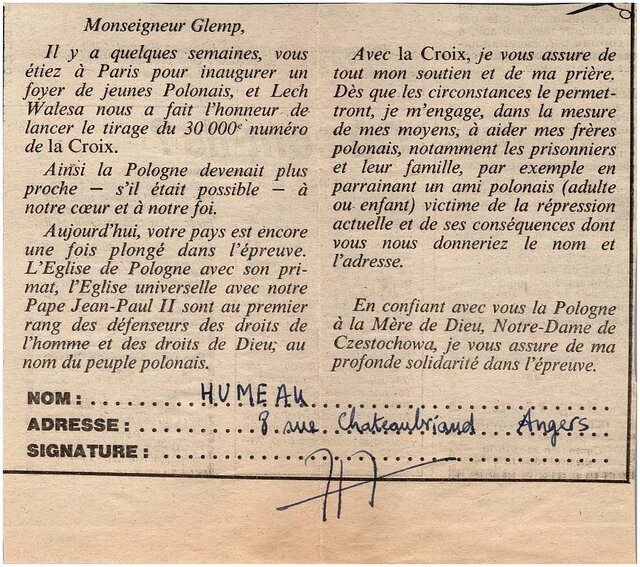 Monseigneur Glemp,
Il y a quelques semaines, vous
étiez à Paris pour inaugurer un
foyer de jeunes Polonais, et Lech
Walesa nous a fait l'honneur de
lancer le tirage du 30 000e numéro
de la Croix.
Ainsi la Pologne devenait plus
proche — s'il était possible — à
notre cœur et à notre foi.
Aujourd'hui, votre pays est encore
une fois plongé dans l'épreuve.
L'Eglise de Pologne avec son pri-
mat, l'Eglise universelle avec notre
Pape Jean-Paul II sont au premier
rang des défenseurs des droits de
l'homme et des droits de Dieu; au
nom du peuple polonais.
Avec la Croix, je vous assure de
tout mon soutien et de ma prière.
Dès que les circonstances le permet-
tront, je m'engage, dans la mesure
de mes moyens, à aider mes frères
polonais, notamment les prisonniers
et leur famille, par exemple en
parrainant un ami polonais (adulte
ou enfant) victime de la répression
actuelle et de ses conséquences dont
vous nous donneriez le nom et
l'adresse.
En confiant avec vous la Pologne
à la Mère de Dieu, Notre-Dame de
Czestochowa, je vous assure de ma
profonde solidarité dans l'épreuve.
NOM: HUMEAU
ADRESSE: 8 rue Chateaubriand Angers
SIGNATURE: